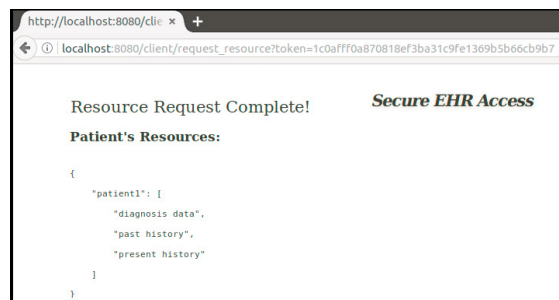 http://localhost:8080/clie × +
localhost:8080/client/request_resource?token=1c0afff0a870818ef3ba31c9fe1369b5b66cb9b7
Resource Request Complete!
Secure EHR Access
Patient's Resources:
{
"patient1": [
"diagnosis data",
"past history",
"present history"
]
}